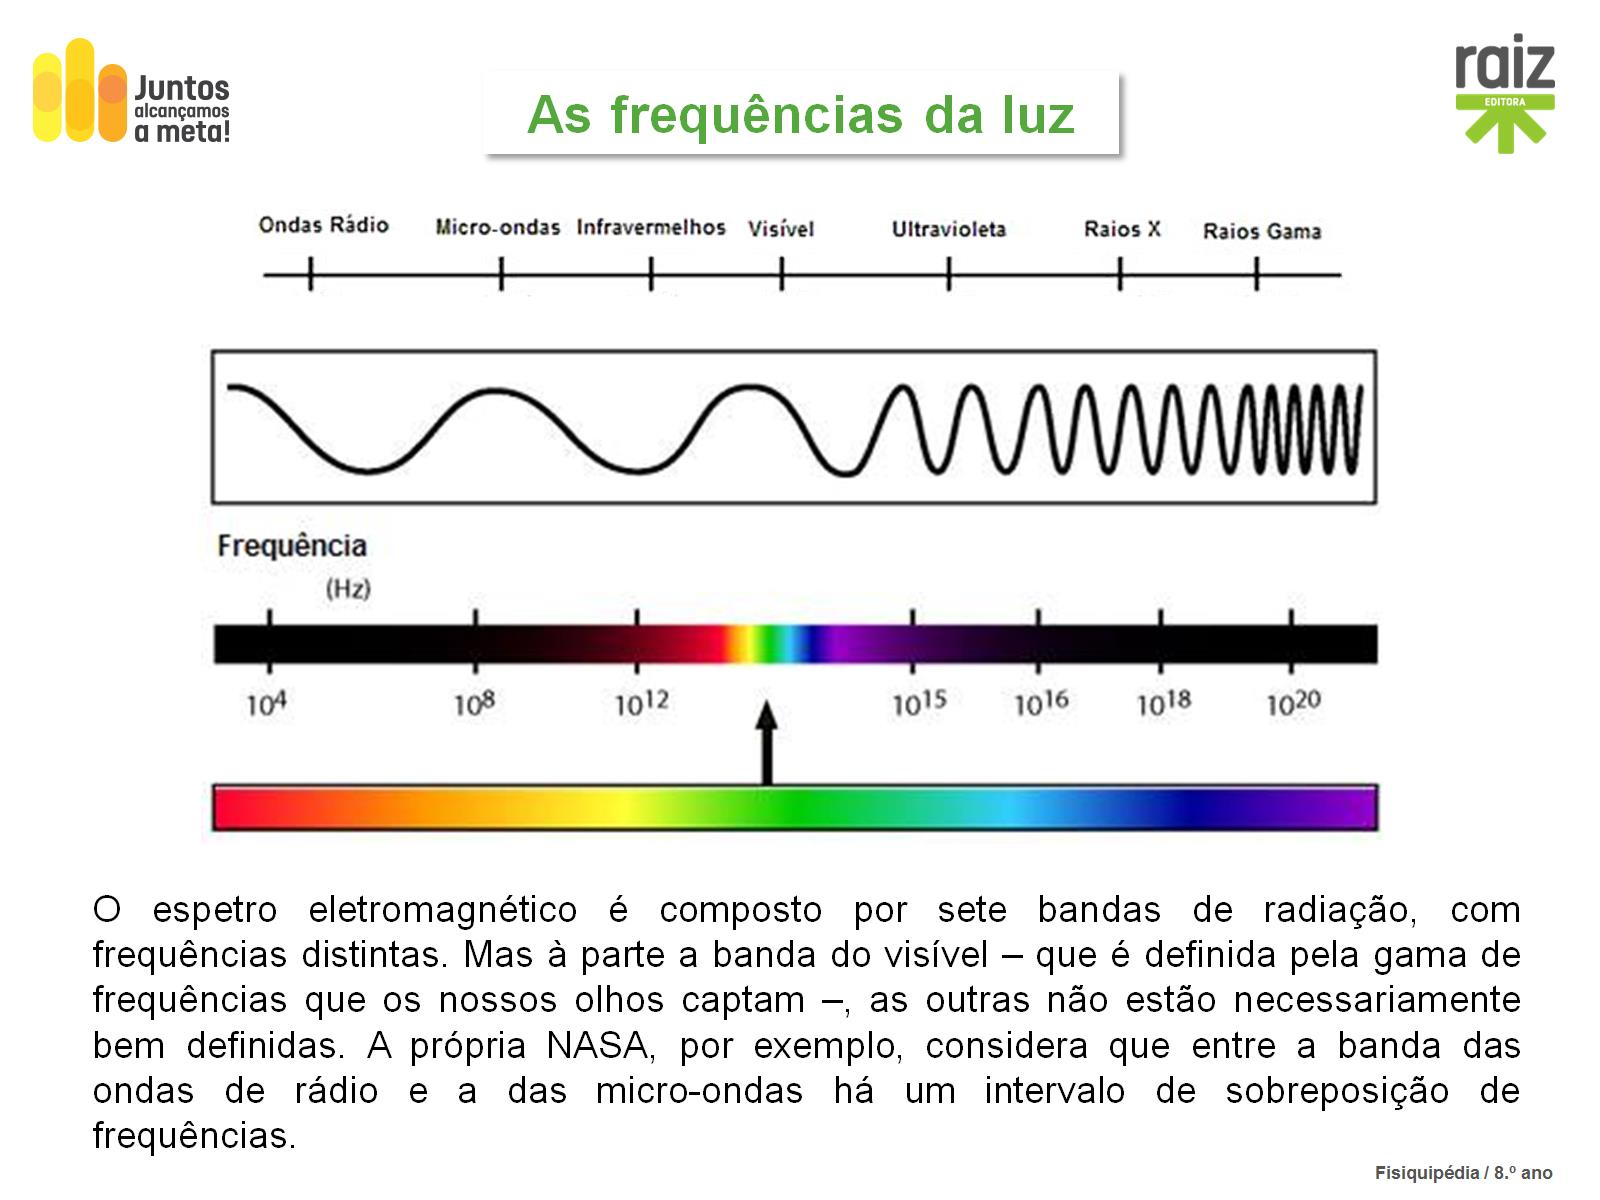 Juntos
alcançamos
a meta!
As frequências da luz
raiz
EDITORA
Ondas Rádio Micro-ondas Infravermelhos Visível Ultravioleta Raios X Raios Gama
Frequência
(Hz)
10⁴ 10⁸ 10¹² 10¹⁵ 10¹⁶ 10¹⁸ 10²⁰
O espetro eletromagnético é composto por sete bandas de radiação, com
frequências distintas. Mas à parte a banda do visível – que é definida pela gama de
frequências que os nossos olhos captam –, as outras não estão necessariamente
bem definidas. A própria NASA, por exemplo, considera que entre a banda das
ondas de rádio e a das micro-ondas há um intervalo de sobreposição de
frequências.
Fisiquipédia / 8.º ano